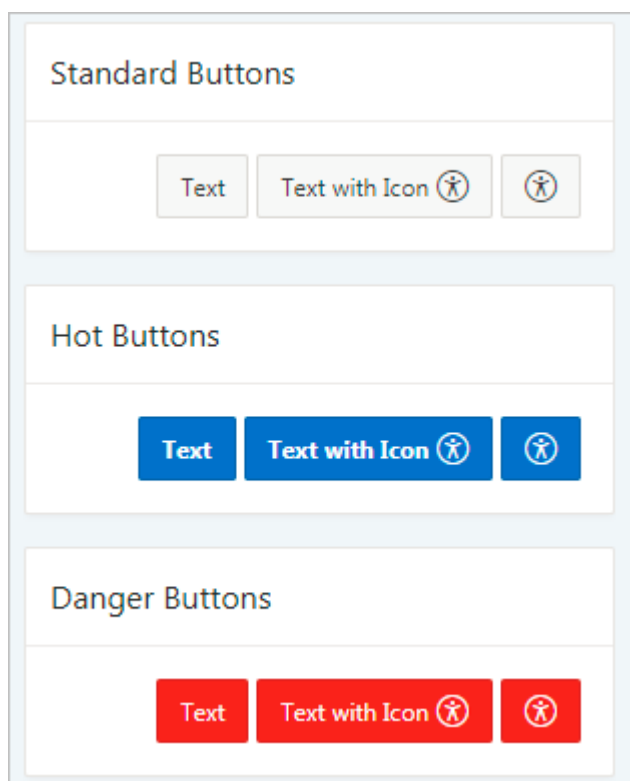 Standard Buttons
Text Text with Icon
Hot Buttons
Text Text with Icon
Danger Buttons
Text Text with Icon